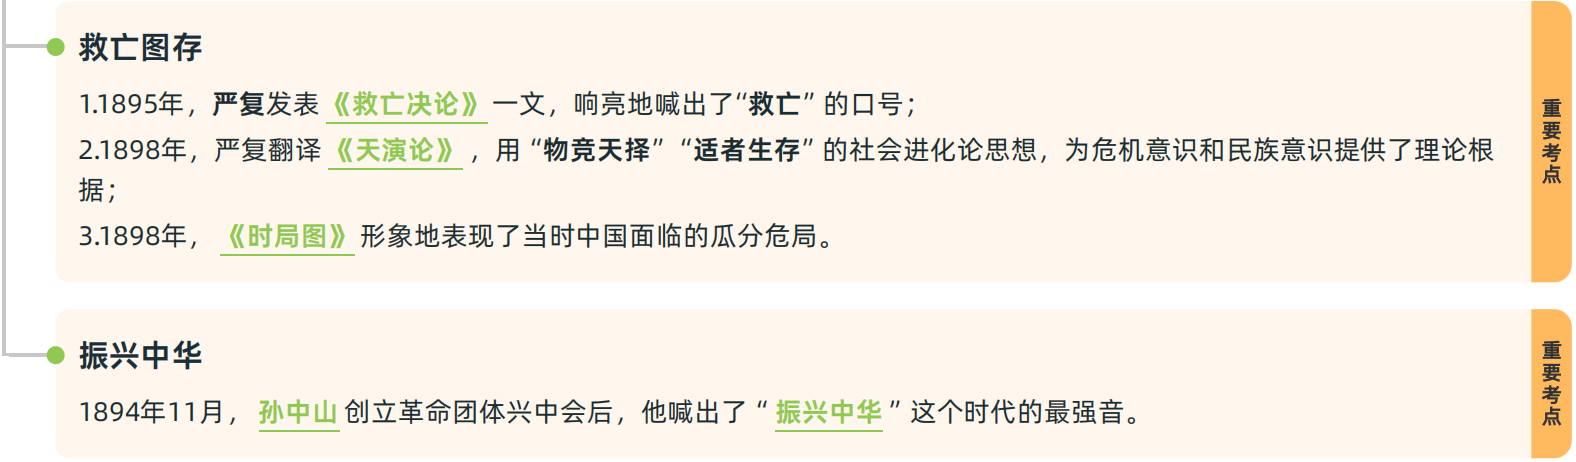 救亡图存
1.1895年，严复发表《救亡决论》一文，响亮地喊出了“救亡”的口号；
2.1898年，严复翻译《天演论》，用“物竞天择”“适者生存”的社会进化论思想，为危机意识和民族意识提供了理论根
据；
3.1898年，《时局图》形象地表现了当时中国面临的瓜分危局。
重要考点
振兴中华
1894年11月，孙中山创立革命团体兴中会后，他喊出了“振兴中华”这个时代的最强音。
重要考点